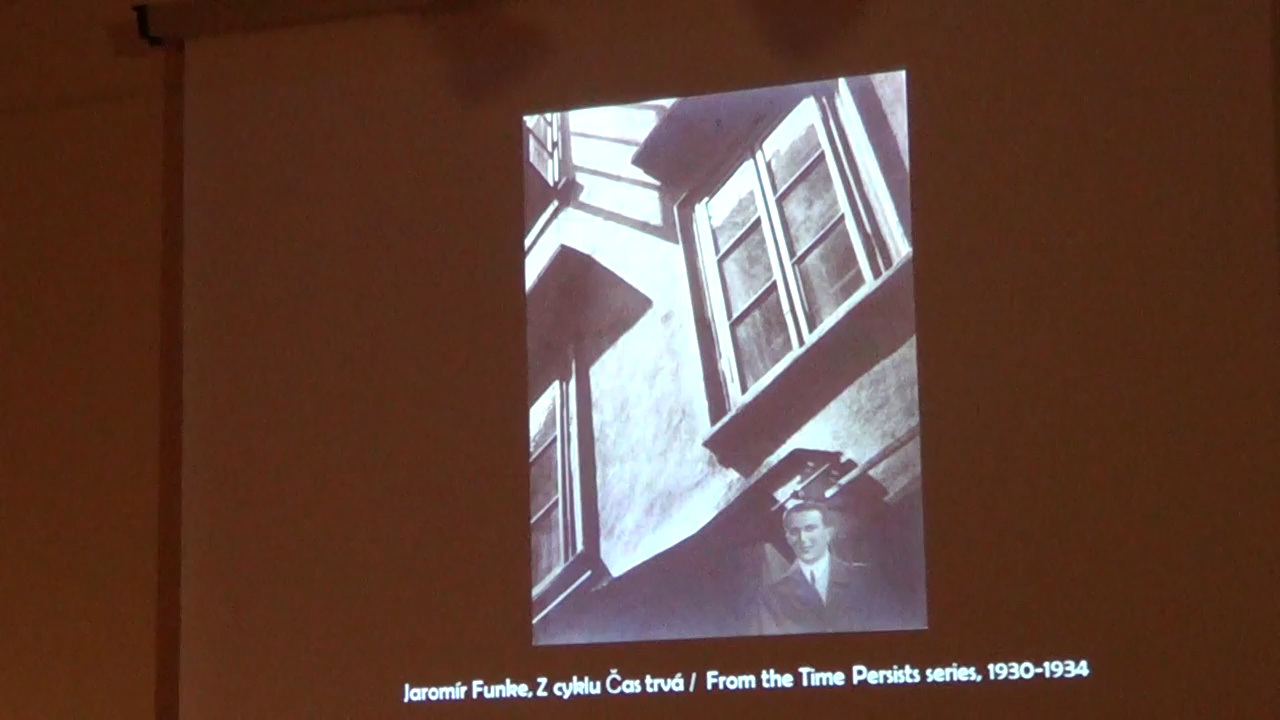 Jaromír Funke, Z cyklu Čas trvá / From the Time Persists series, 1930-1934